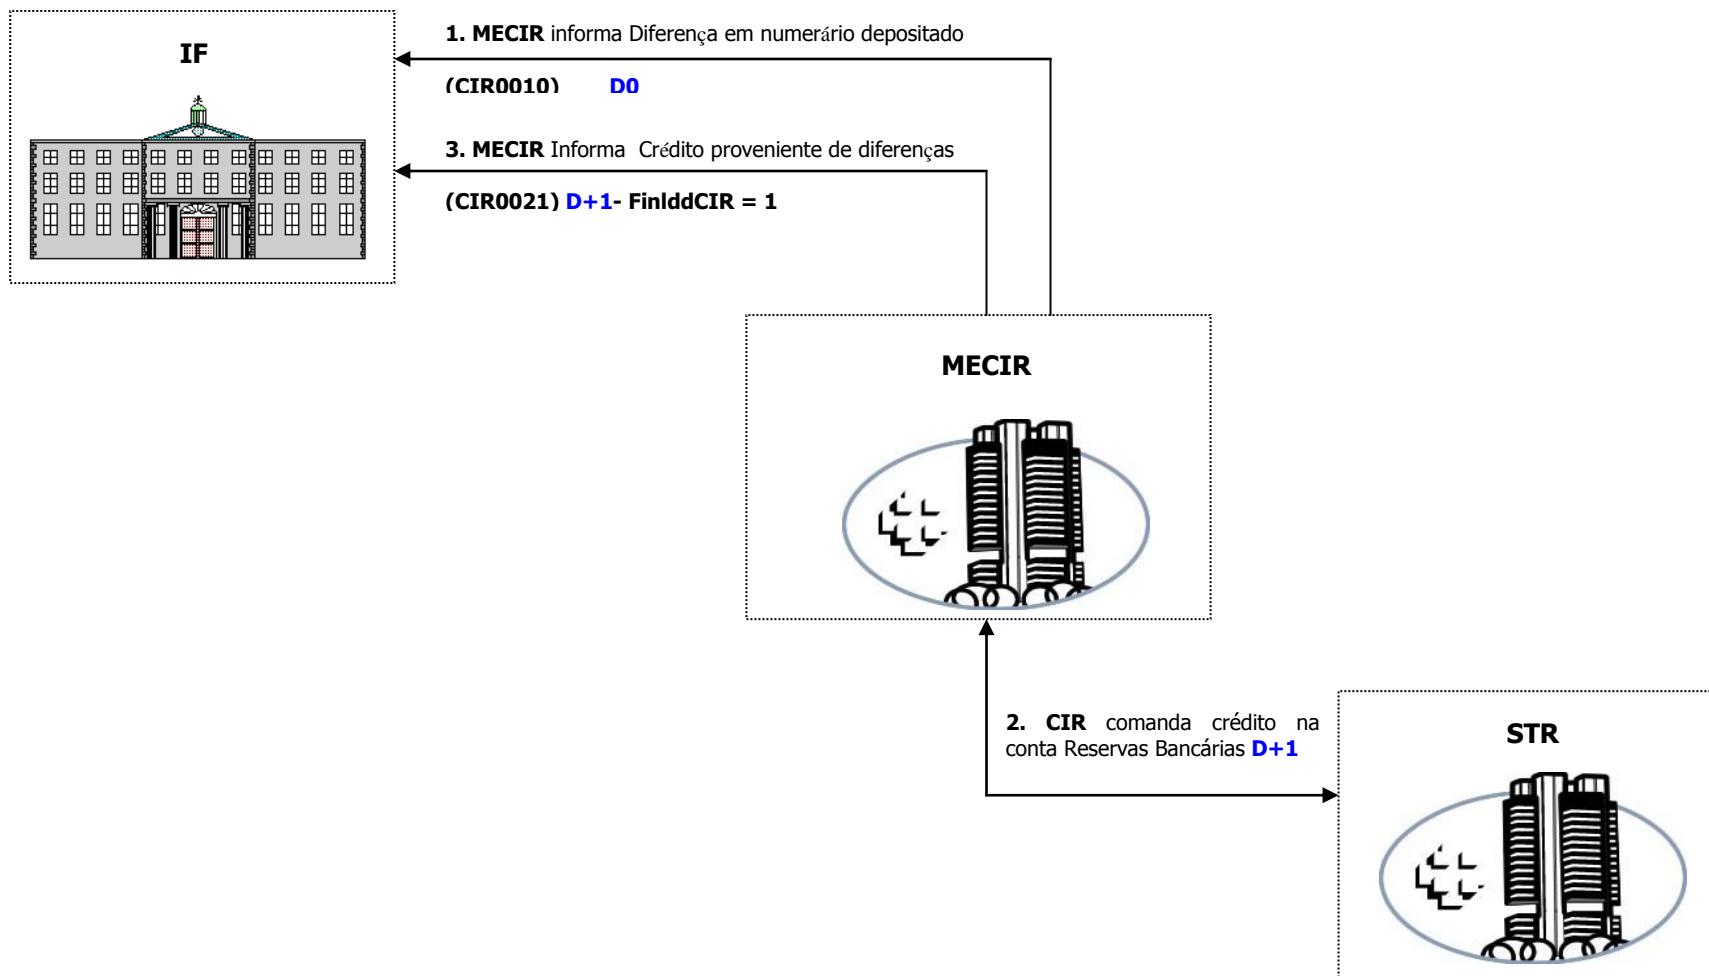 IF
1. MECIR informa Diferença em numerário depositado
(CIR0010) D0
3. MECIR Informa Crédito proveniente de diferenças
(CIR0021) D+1- FinIddCIR = 1
MECIR
2. CIR comanda crédito na
conta Reservas Bancárias D+1
STR